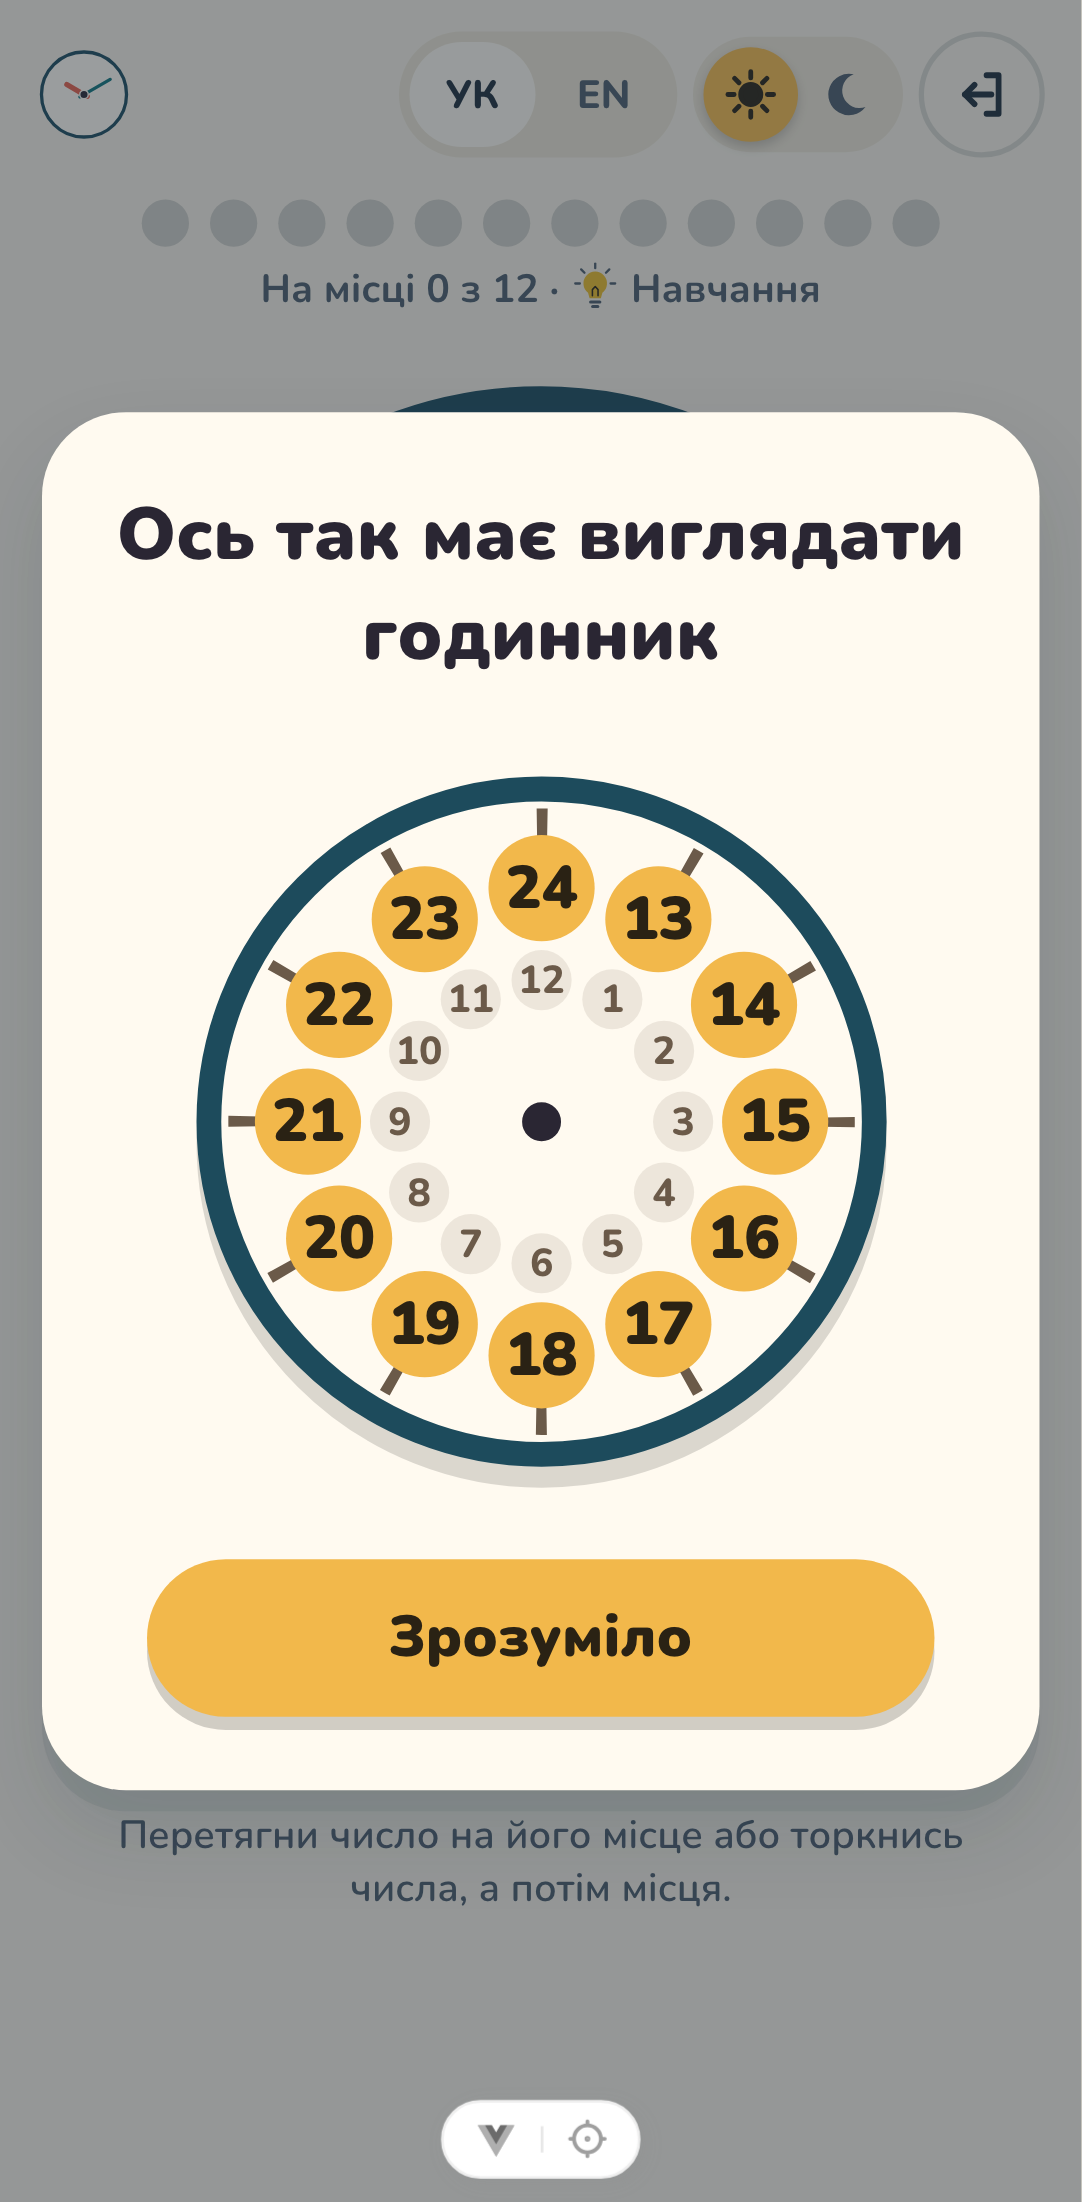 УК EN
На місці 0 з 12 · Навчання
Ось так має виглядати
годинник
24
23 13
12
11 1
22 14
10 2
21 9 3 15
8 4
20 16
7 5
6
19 17
18
Зрозуміло
Перетягни число на його місце або торкнись
числа, а потім місця.